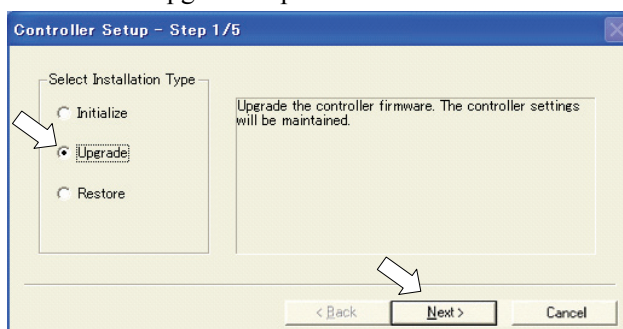 Controller Setup - Step 1/5
Select Installation Type
Initialize
Upgrade
Restore
Upgrade the controller firmware. The controller settings
will be maintained.
< Back
Next >
Cancel